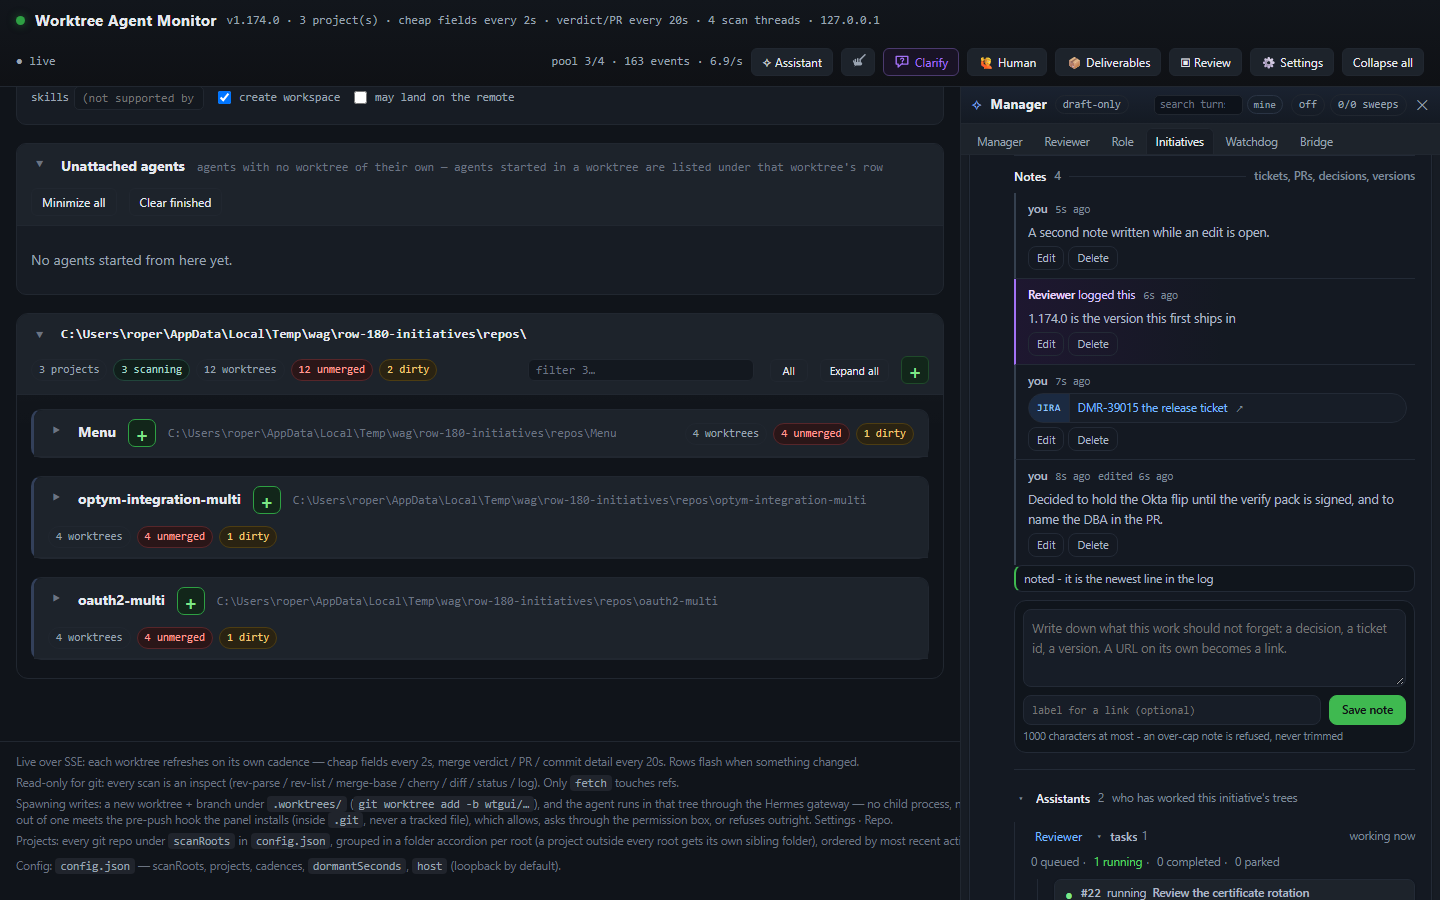 Worktree Agent Monitor v1.174.0 · 3 project(s) · cheap fields every 2s · verdict/PR every 20s · 4 scan threads · 127.0.0.1
live
pool 3/4 · 163 events · 6.9/s
Assistant
Clarify
Human
Deliverables
Review
Settings
Collapse all
skills (not supported by
create workspace
may land on the remote
Unattached agents agents with no worktree of their own — agents started in a worktree are listed under that worktree's row
Minimize all
Clear finished
No agents started from here yet.
C:\Users\roper\AppData\Local\Temp\wag\row-180-initiatives\repos\
3 projects 3 scanning 12 worktrees 12 unmerged 2 dirty
filter 3…
All
Expand all
+
Menu + C:\Users\roper\AppData\Local\Temp\wag\row-180-initiatives\repos\Menu 4 worktrees 4 unmerged 1 dirty
optym-integration-multi + C:\Users\roper\AppData\Local\Temp\wag\row-180-initiatives\repos\optym-integration-multi
4 worktrees 4 unmerged 1 dirty
oauth2-multi + C:\Users\roper\AppData\Local\Temp\wag\row-180-initiatives\repos\oauth2-multi
4 worktrees 4 unmerged 1 dirty
Live over SSE: each worktree refreshes on its own cadence — cheap fields every 2s, merge verdict / PR / commit detail every 20s. Rows flash when something changed.
Read-only for git: every scan is an inspect (rev-parse / rev-list / merge-base / cherry / diff / status / log). Only fetch touches refs.
Spawning writes: a new worktree + branch under .worktrees/ ( git worktree add -b wtgui/… ), and the agent runs in that tree through the Hermes gateway — no child process, n
out of one meets the pre-push hook the panel installs (inside .git, never a tracked file), which allows, asks through the permission box, or refuses outright. Settings · Repo.
Projects: every git repo under scanRoots in config.json, grouped in a folder accordion per root (a project outside every root gets its own sibling folder), ordered by most recent acti
Config: config.json — scanRoots, projects, cadences, dormantSeconds, host (loopback by default).
Manager draft-only
search turn:
mine
off
0/0 sweeps
Manager Reviewer Role Initiatives Watchdog Bridge
Notes 4 tickets, PRs, decisions, versions
you 5s ago
A second note written while an edit is open.
Edit Delete
Reviewer logged this 6s ago
1.174.0 is the version this first ships in
Edit Delete
you 7s ago
JIRA DMR-39015 the release ticket ↗
Edit Delete
you 8s ago edited 6s ago
Decided to hold the Okta flip until the verify pack is signed, and to
name the DBA in the PR.
Edit Delete
noted - it is the newest line in the log
Write down what this work should not forget: a decision, a ticket
id, a version. A URL on its own becomes a link.
label for a link (optional)
Save note
1000 characters at most - an over-cap note is refused, never trimmed
Assistants 2 who has worked this initiative's trees
Reviewer · tasks 1 working now
0 queued · 1 running · 0 completed · 0 parked
#22 running Review the certificate rotation